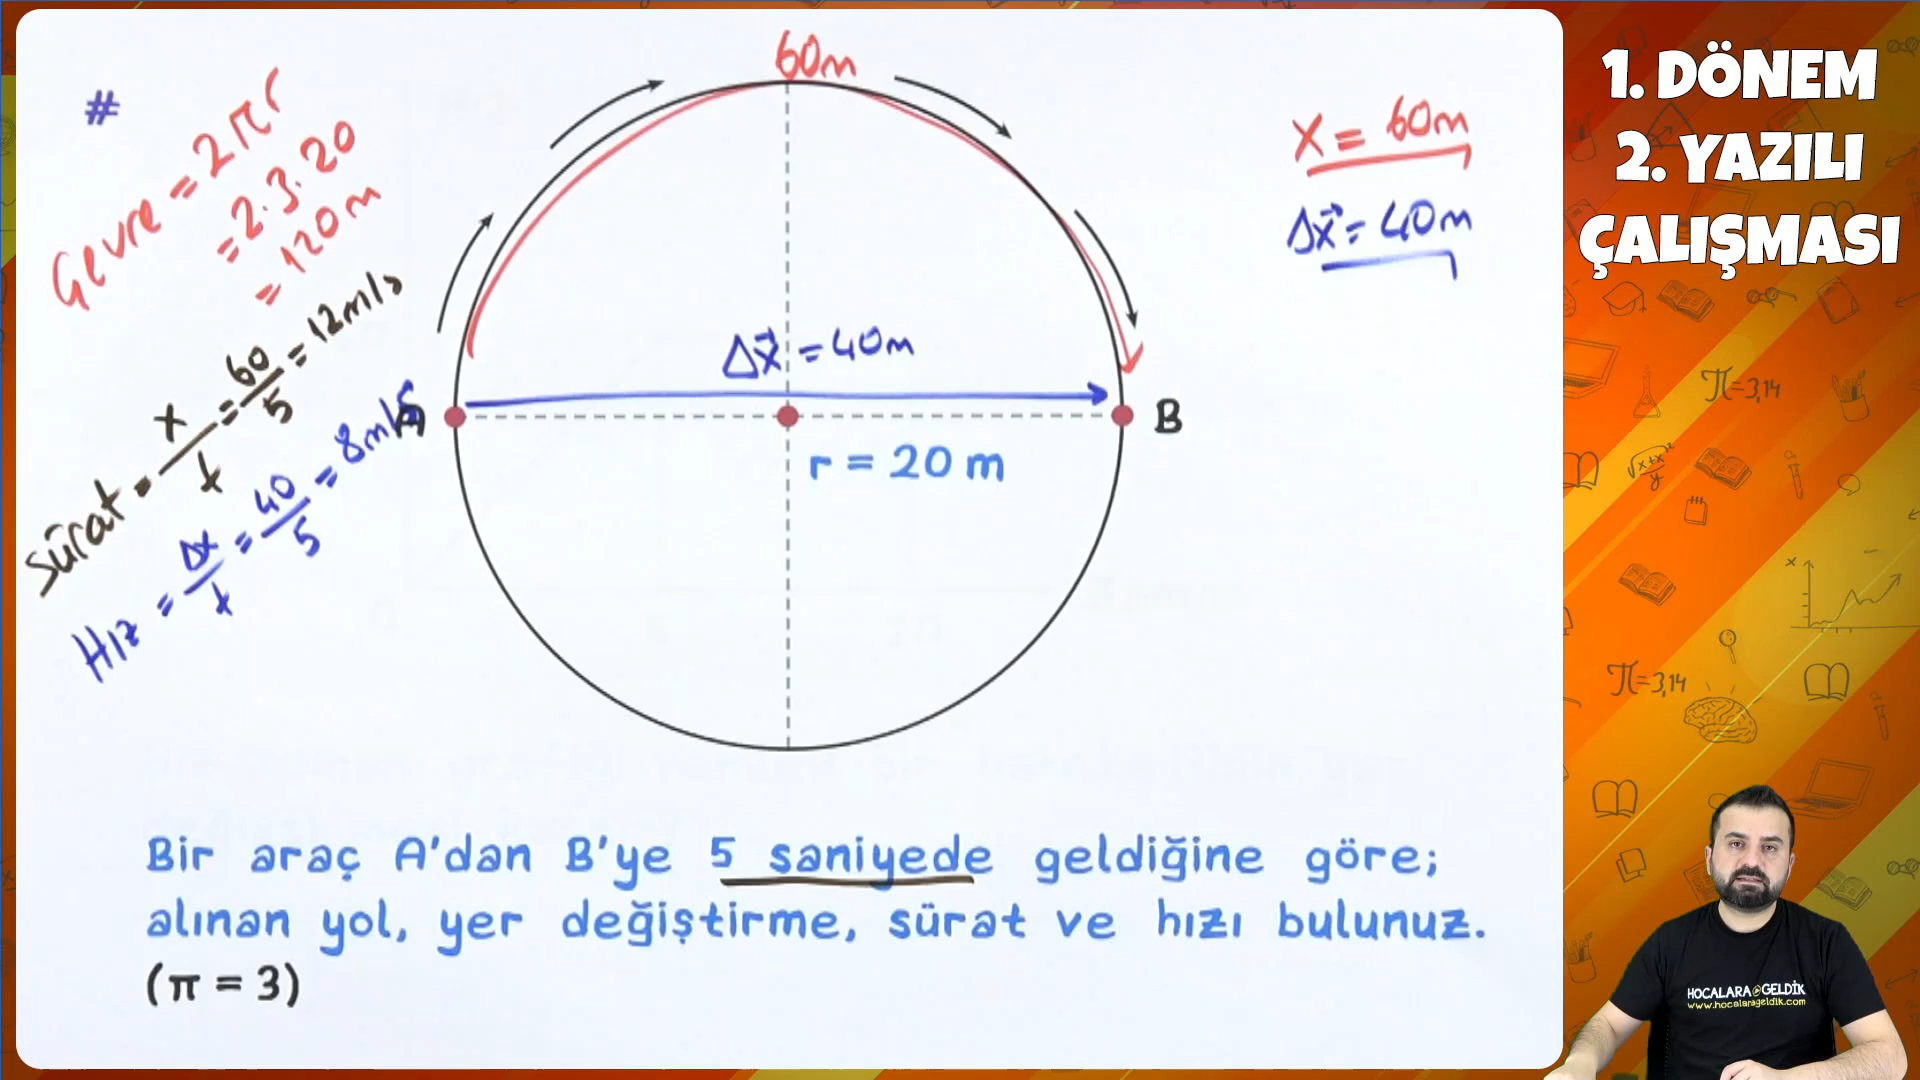 #
Çevre = 2πr
= 2.3.20
= 120m
sürat = x/t = 60/5 = 12m/s
Hız = Δx/t = 40/5 = 8m/s
60m
Δx⃗ = 40m
A
B
r = 20 m
x = 60m
Δx⃗ = 40m
Bir araç A'dan B'ye 5 saniyede geldiğine göre;
alınan yol, yer değiştirme, sürat ve hızı bulunuz.
(π = 3)
1. DÖNEM
2. YAZILI
ÇALIŞMASI
π=3,14
x
π=3,14
HOCALARA GELDİK
www.hocalarageldik.com